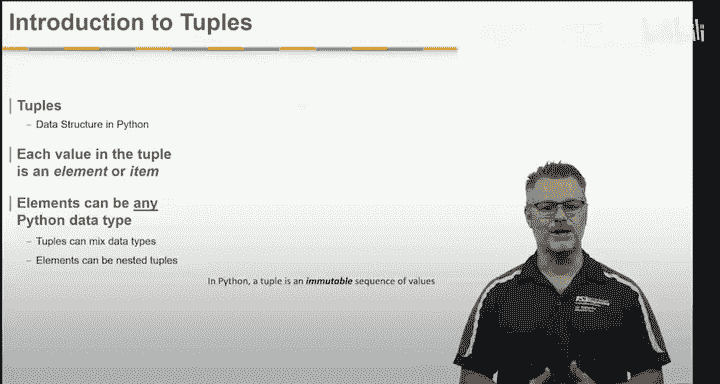 Introduction to Tuples
Tuples
– Data Structure in Python
Each value in the tuple
is an element or item
Elements can be any
Python data type
– Tuples can mix data types
– Elements can be nested tuples
In Python, a tuple is an immutable sequence of values